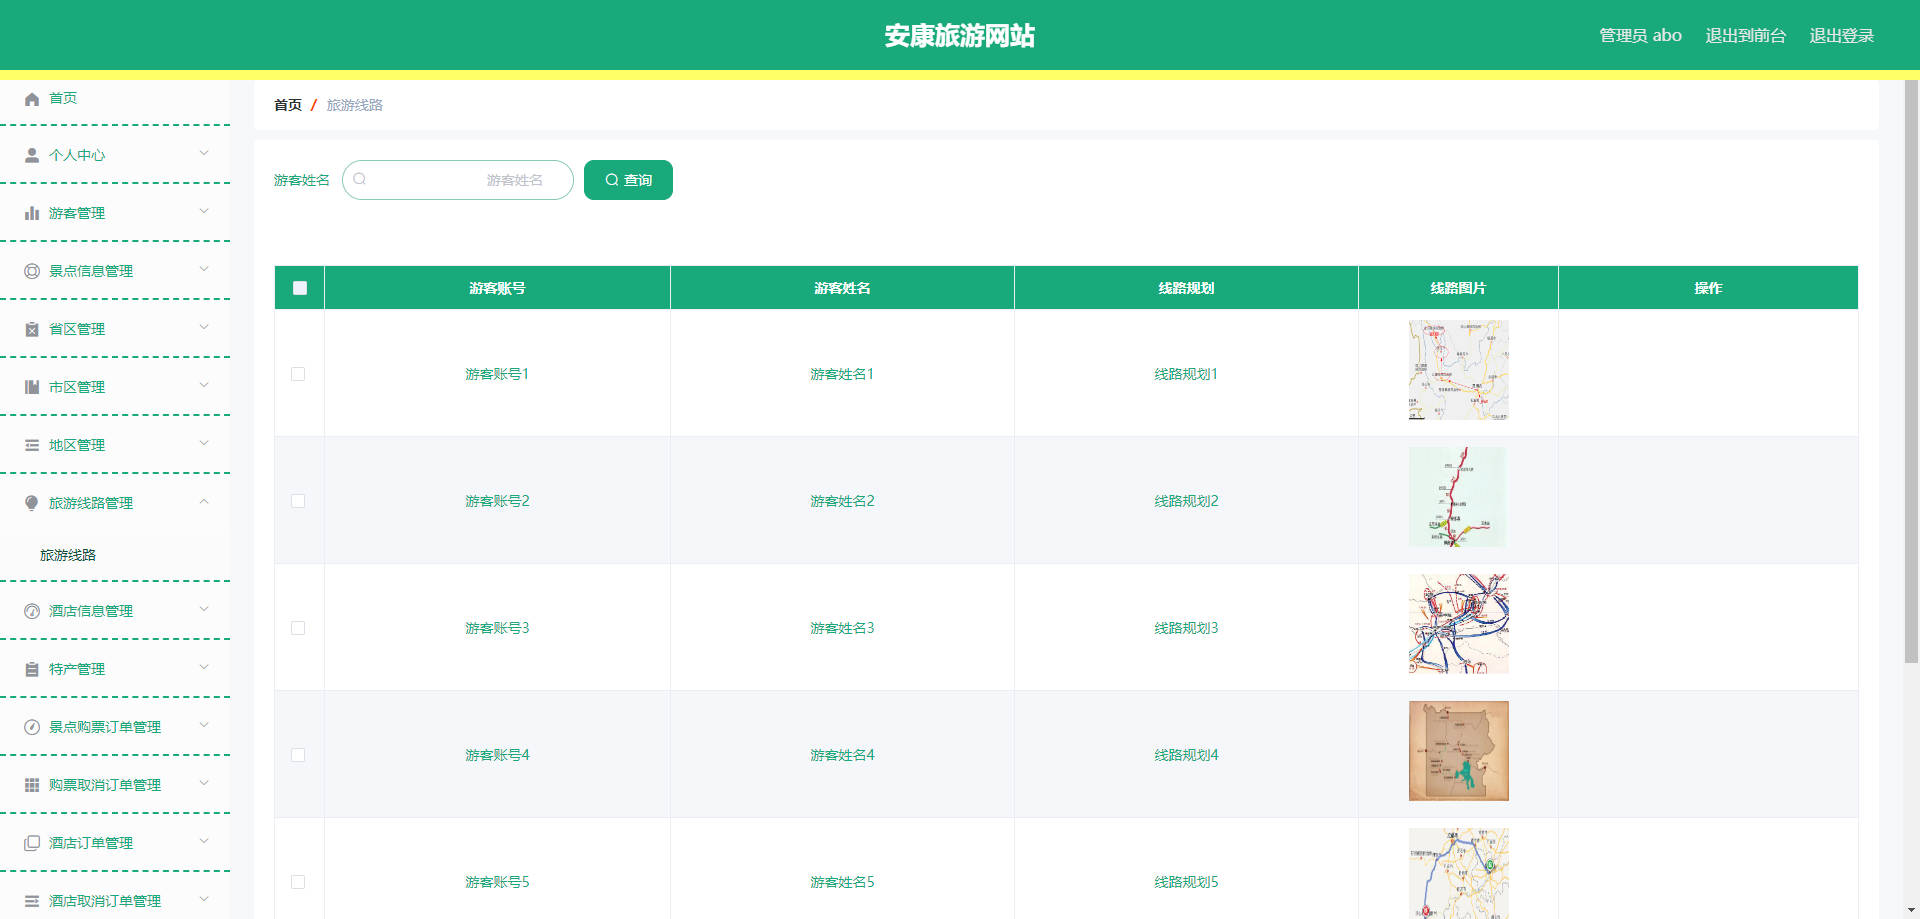 安康旅游网站
管理员 abo 退出到前台 退出登录
首页
个人中心
游客管理
景点信息管理
省区管理
市区管理
地区管理
旅游线路管理
旅游线路
酒店信息管理
特产管理
景点购票订单管理
购票取消订单管理
酒店订单管理
酒店取消订单管理
首页 / 旅游线路
游客姓名 游客姓名 查询
游客账号 游客姓名 线路规划 线路图片 操作
游客账号1 游客姓名1 线路规划1
游客账号2 游客姓名2 线路规划2
游客账号3 游客姓名3 线路规划3
游客账号4 游客姓名4 线路规划4
游客账号5 游客姓名5 线路规划5